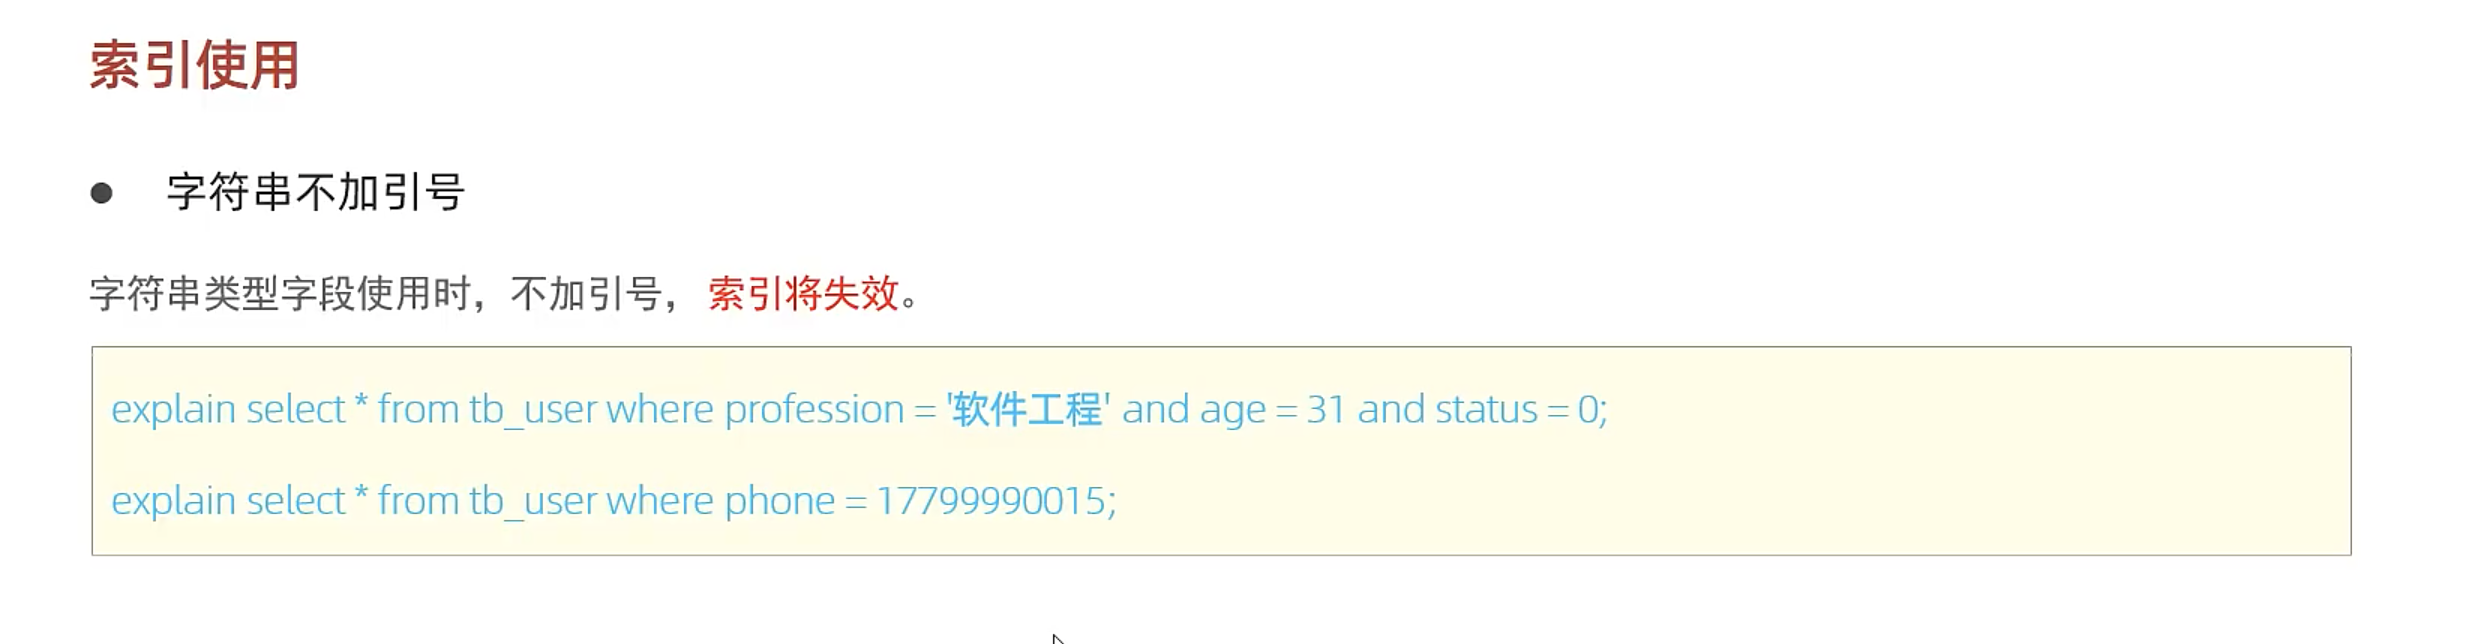 索引使用
● 字符串不加引号
字符串类型字段使用时，不加引号，索引将失效。
explain select * from tb_user where profession = '软件工程' and age = 31 and status = 0;
explain select * from tb_user where phone = 17799990015;